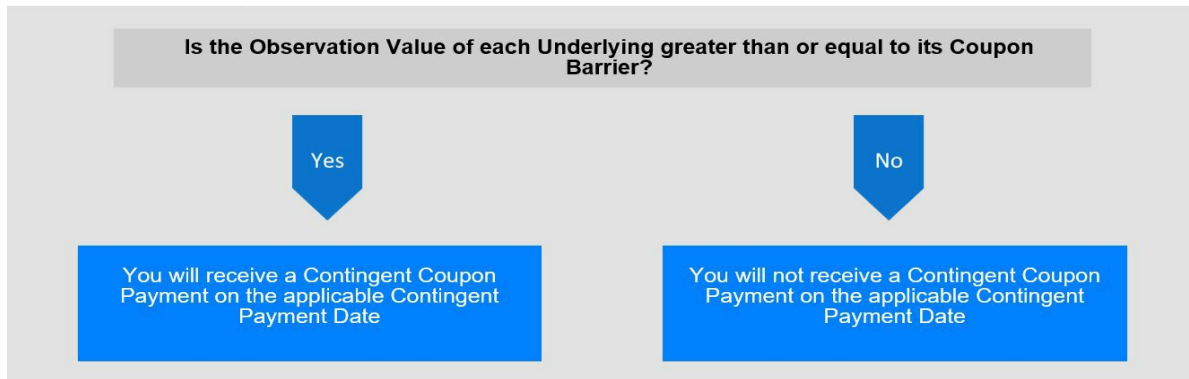 Is the Observation Value of each Underlying greater than or equal to its Coupon
Barrier?
Yes
No
You will receive a Contingent Coupon
Payment on the applicable Contingent
Payment Date
You will not receive a Contingent Coupon
Payment on the applicable Contingent
Payment Date